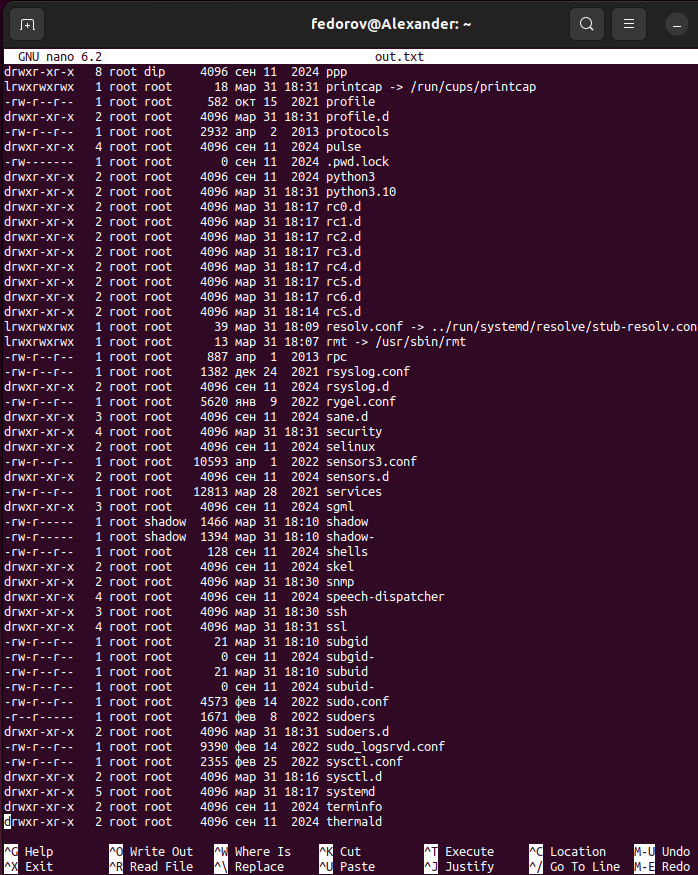 fedorov@Alexander: ~
GNU nano 6.2 out.txt
drwxr-xr-x 8 root dip 4096 сен 11 2024 ppp
lrwxrwxrwx 1 root root 18 мар 31 18:31 printcap -> /run/cups/printcap
-rw-r--r-- 1 root root 582 окт 15 2021 profile
drwxr-xr-x 2 root root 4096 мар 31 18:31 profile.d
-rw-r--r-- 1 root root 2932 апр 2 2013 protocols
drwxr-xr-x 4 root root 4096 сен 11 2024 pulse
-rw------- 1 root root 0 сен 11 2024 .pwd.lock
drwxr-xr-x 2 root root 4096 сен 11 2024 python3
drwxr-xr-x 2 root root 4096 мар 31 18:31 python3.10
drwxr-xr-x 2 root root 4096 мар 31 18:17 rc0.d
drwxr-xr-x 2 root root 4096 мар 31 18:17 rc1.d
drwxr-xr-x 2 root root 4096 мар 31 18:17 rc2.d
drwxr-xr-x 2 root root 4096 мар 31 18:17 rc3.d
drwxr-xr-x 2 root root 4096 мар 31 18:17 rc4.d
drwxr-xr-x 2 root root 4096 мар 31 18:17 rc5.d
drwxr-xr-x 2 root root 4096 мар 31 18:17 rc6.d
drwxr-xr-x 2 root root 4096 мар 31 18:14 rcS.d
lrwxrwxrwx 1 root root 39 мар 31 18:09 resolv.conf -> ../run/systemd/resolve/stub-resolv.con
lrwxrwxrwx 1 root root 13 мар 31 18:07 rmt -> /usr/sbin/rmt
-rw-r--r-- 1 root root 887 апр 1 2013 rpc
-rw-r--r-- 1 root root 1382 дек 24 2021 rsyslog.conf
drwxr-xr-x 2 root root 4096 сен 11 2024 rsyslog.d
-rw-r--r-- 1 root root 5620 янв 9 2022 rygel.conf
drwxr-xr-x 3 root root 4096 сен 11 2024 sane.d
drwxr-xr-x 4 root root 4096 мар 31 18:31 security
drwxr-xr-x 2 root root 4096 сен 11 2024 selinux
-rw-r--r-- 1 root root 10593 апр 1 2022 sensors3.conf
drwxr-xr-x 2 root root 4096 сен 11 2024 sensors.d
-rw-r--r-- 1 root root 12813 мар 28 2021 services
drwxr-xr-x 3 root root 4096 сен 11 2024 sgml
-rw-r----- 1 root shadow 1466 мар 31 18:10 shadow
-rw-r----- 1 root shadow 1394 мар 31 18:10 shadow-
-rw-r--r-- 1 root root 128 сен 11 2024 shells
drwxr-xr-x 2 root root 4096 сен 11 2024 skel
drwxr-xr-x 2 root root 4096 мар 31 18:30 snmp
drwxr-xr-x 4 root root 4096 сен 11 2024 speech-dispatcher
drwxr-xr-x 3 root root 4096 мар 31 18:30 ssh
drwxr-xr-x 4 root root 4096 мар 31 18:31 ssl
-rw-r--r-- 1 root root 21 мар 31 18:10 subgid
-rw-r--r-- 1 root root 0 сен 11 2024 subgid-
-rw-r--r-- 1 root root 21 мар 31 18:10 subuid
-rw-r--r-- 1 root root 0 сен 11 2024 subuid-
-rw-r--r-- 1 root root 4573 фев 14 2022 sudo.conf
-r--r----- 1 root root 1671 фев 8 2022 sudoers
drwxr-xr-x 2 root root 4096 мар 31 18:31 sudoers.d
-rw-r--r-- 1 root root 9390 фев 14 2022 sudo_logsrvd.conf
-rw-r--r-- 1 root root 2355 фев 25 2022 sysctl.conf
drwxr-xr-x 2 root root 4096 мар 31 18:16 sysctl.d
drwxr-xr-x 5 root root 4096 мар 31 18:17 systemd
drwxr-xr-x 2 root root 4096 сен 11 2024 terminfo
drwxr-xr-x 2 root root 4096 сен 11 2024 thermald
^G Help ^O Write Out ^W Where Is ^K Cut ^T Execute ^C Location M-U Undo
^X Exit ^R Read File ^\ Replace ^U Paste ^J Justify ^/ Go To Line M-E Redo